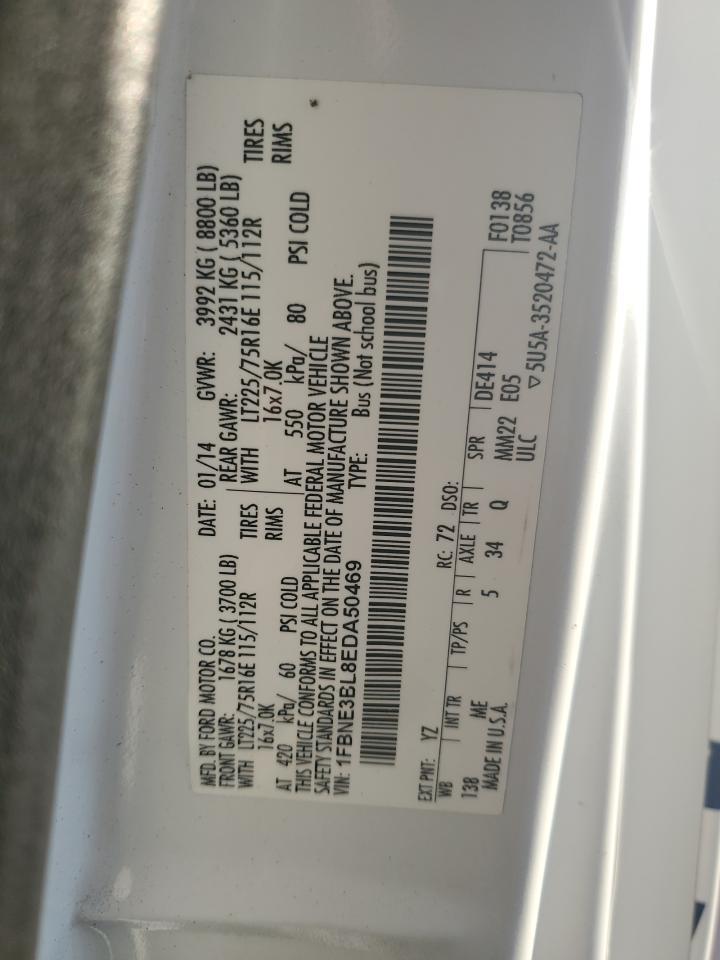 MFD. BY FORD MOTOR CO.
DATE: 01/14 GVWR: 3992 KG ( 8800 LB)
FRONT GAWR: 1678 KG ( 3700 LB) REAR GAWR: 2431 KG ( 5360 LB)
WITH LT225/75R16E 115/112R TIRES WITH LT225/75R16E 115/112R TIRES
16x7.0K RIMS 16x7.0K RIMS
AT 420 kPa/ 60 PSI COLD AT 550 kPa/ 80 PSI COLD
THIS VEHICLE CONFORMS TO ALL APPLICABLE FEDERAL MOTOR VEHICLE
SAFETY STANDARDS IN EFFECT ON THE DATE OF MANUFACTURE SHOWN ABOVE.
VIN: 1FBNE3BL8EDA50469 TYPE: Bus (Not school bus)
EXT PNT: YZ RC: 72 DSO:
WB INT TR TP/PS R AXLE TR SPR DE414 F0138
138 ME 5 34 Q MM22 E05 T0856
MADE IN U.S.A. ULC ▽5U5A-3520472-AA